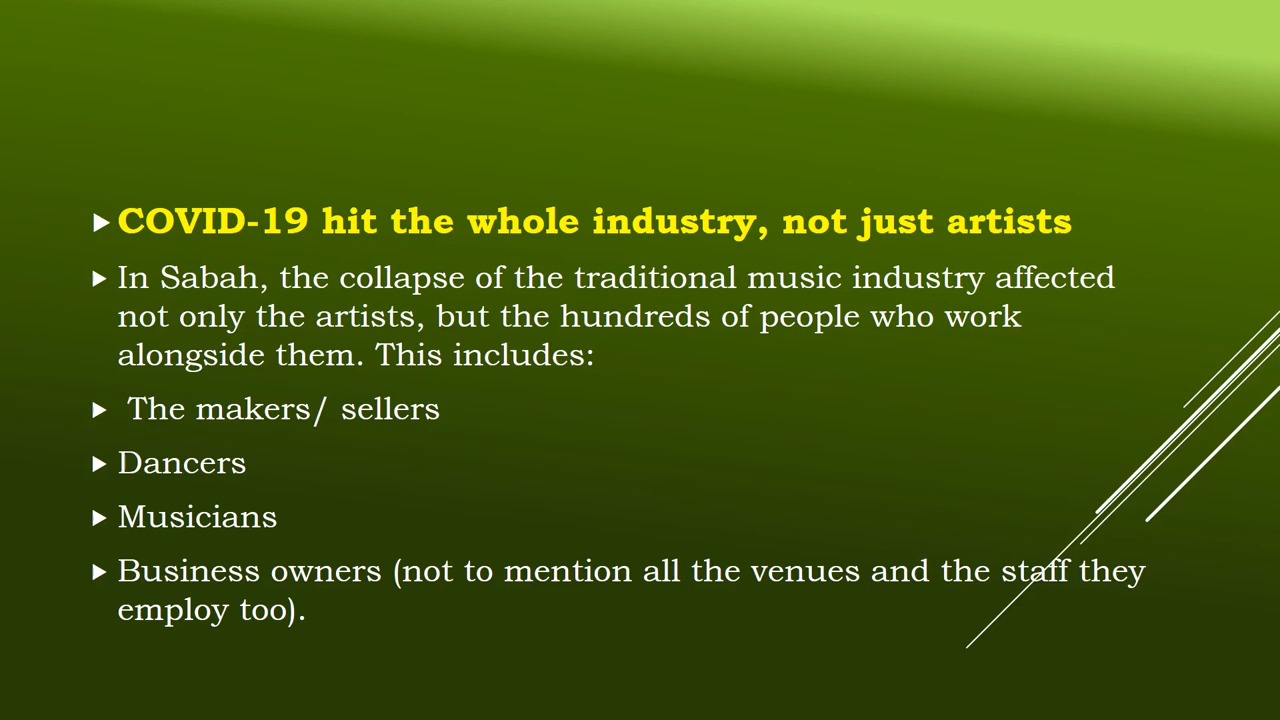 COVID-19 hit the whole industry, not just artists
In Sabah, the collapse of the traditional music industry affected
not only the artists, but the hundreds of people who work
alongside them. This includes:
The makers/ sellers
Dancers
Musicians
Business owners (not to mention all the venues and the staff they
employ too).